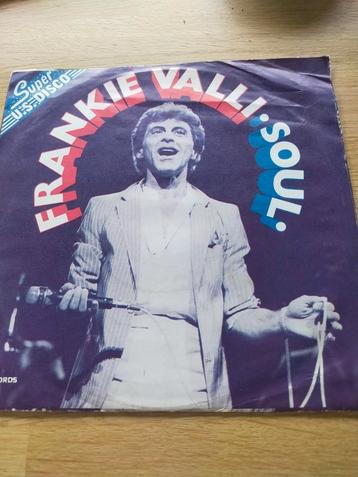 Super
U.S. DISCO
FRANKIE VALLI. SOUL.
ORDS